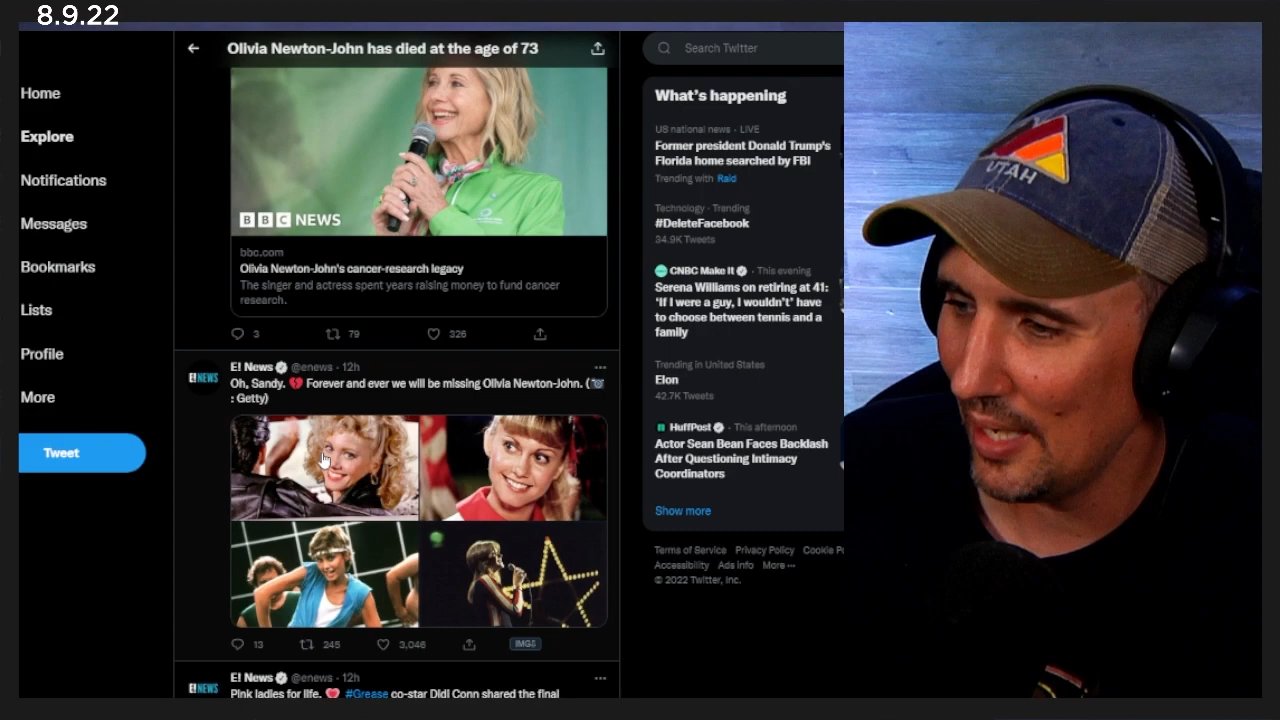 8.9.22
Home
Explore
Notifications
Messages
Bookmarks
Lists
Profile
More
Tweet
Olivia Newton-John has died at the age of 73
BBC NEWS
bbc.com
Olivia Newton-John's cancer-research legacy
The singer and actress spent years raising money to fund cancer
research.
3 79 326
E! News @enews · 12h
E! NEWS
Oh, Sandy. 💔 Forever and ever we will be missing Olivia Newton-John. (📷
: Getty)
13 245 3,046 IMGS
E! News @enews · 12h
E! NEWS
Pink ladies for life. 💗 #Grease co-star Didi Conn shared the final
Search Twitter
What's happening
US national news · LIVE
Former president Donald Trump's
Florida home searched by FBI
Trending with Raid
Technology · Trending
#DeleteFacebook
34.9K Tweets
CNBC Make It · This evening
Serena Williams on retiring at 41:
'If I were a guy, I wouldn't' have
to choose between tennis and a
family
Trending in United States
Elon
42.7K Tweets
HuffPost · This afternoon
Actor Sean Bean Faces Backlash
After Questioning Intimacy
Coordinators
Show more
Terms of Service Privacy Policy Cookie
Accessibility Ads info More ···
© 2022 Twitter, Inc.
UTAH